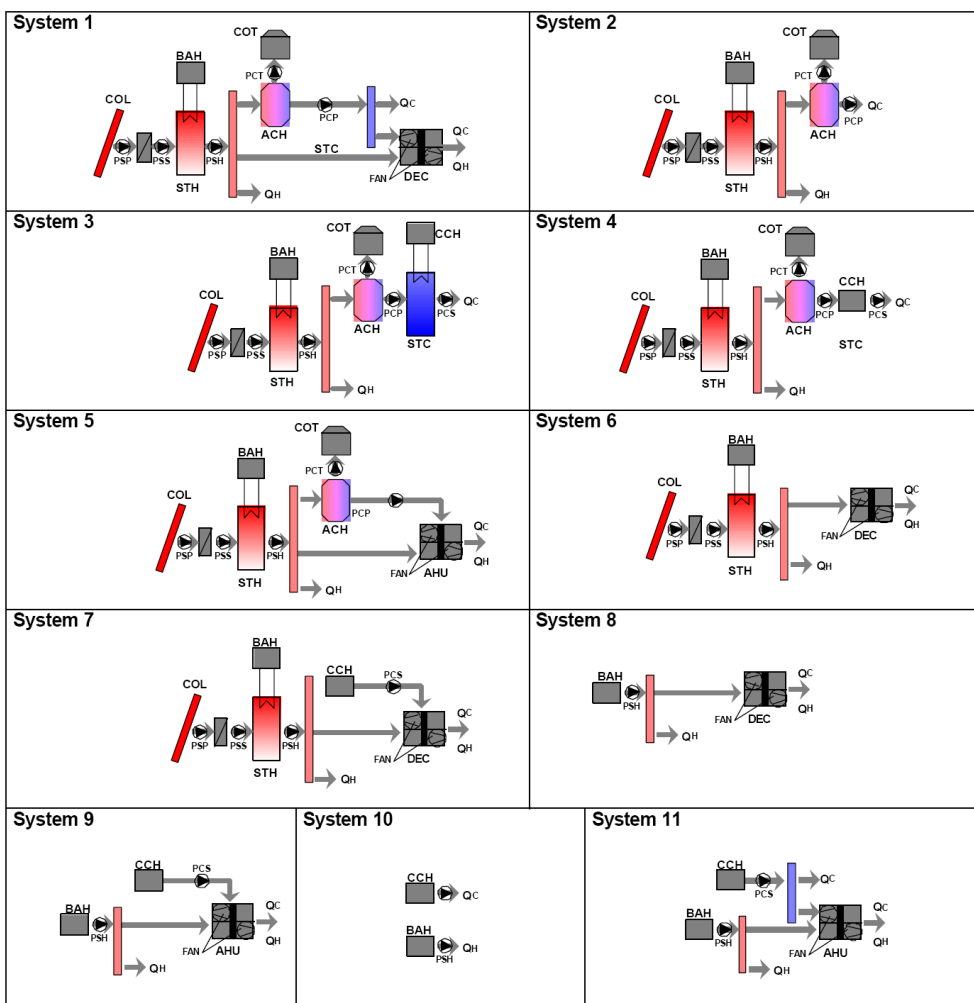 System 1
COT
BAH
PCT
COL
QC
PCP
ACH
QC
STC
PSP
PSS
PSH
QH
FAN
DEC
STH
QH
System 2
COT
BAH
PCT
COL
QC
PCP
ACH
PSP
PSS
PSH
STH
QH
System 3
COT
CCH
BAH
PCT
COL
QC
PCP
PCS
ACH
STC
PSP
PSS
PSH
STH
QH
System 4
COT
BAH
PCT
CCH
COL
QC
PCP
PCS
ACH
STC
PSP
PSS
PSH
STH
QH
System 5
COT
BAH
PCT
COL
PCP
ACH
QC
PSP
PSS
PSH
QH
FAN
AHU
STH
QH
System 6
BAH
COL
QC
QH
PSP
PSS
PSH
FAN
DEC
STH
QH
System 7
BAH
CCH
PCS
COL
QC
PSP
PSS
PSH
QH
FAN
DEC
STH
QH
System 8
BAH
QC
PSH
QH
FAN
DEC
QH
System 9
CCH
PCS
BAH
QC
PSH
QH
FAN
AHU
QH
System 10
CCH
QC
BAH
QH
PSH
System 11
CCH
PCS
QC
BAH
QC
PSH
QH
FAN
AHU
QH